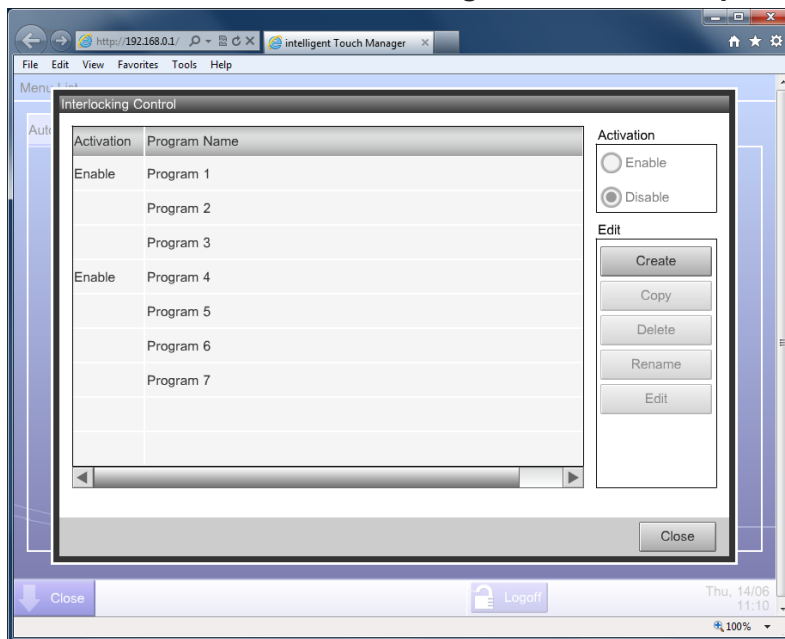 http://192.168.0.1/
intelligent Touch Manager
File Edit View Favorites Tools Help
Interlocking Control
Activation Program Name
Enable Program 1
Program 2
Program 3
Enable Program 4
Program 5
Program 6
Program 7
Activation
Enable
Disable
Edit
Create
Copy
Delete
Rename
Edit
Close
Close
Logoff
Thu, 14/06
11:10
100%